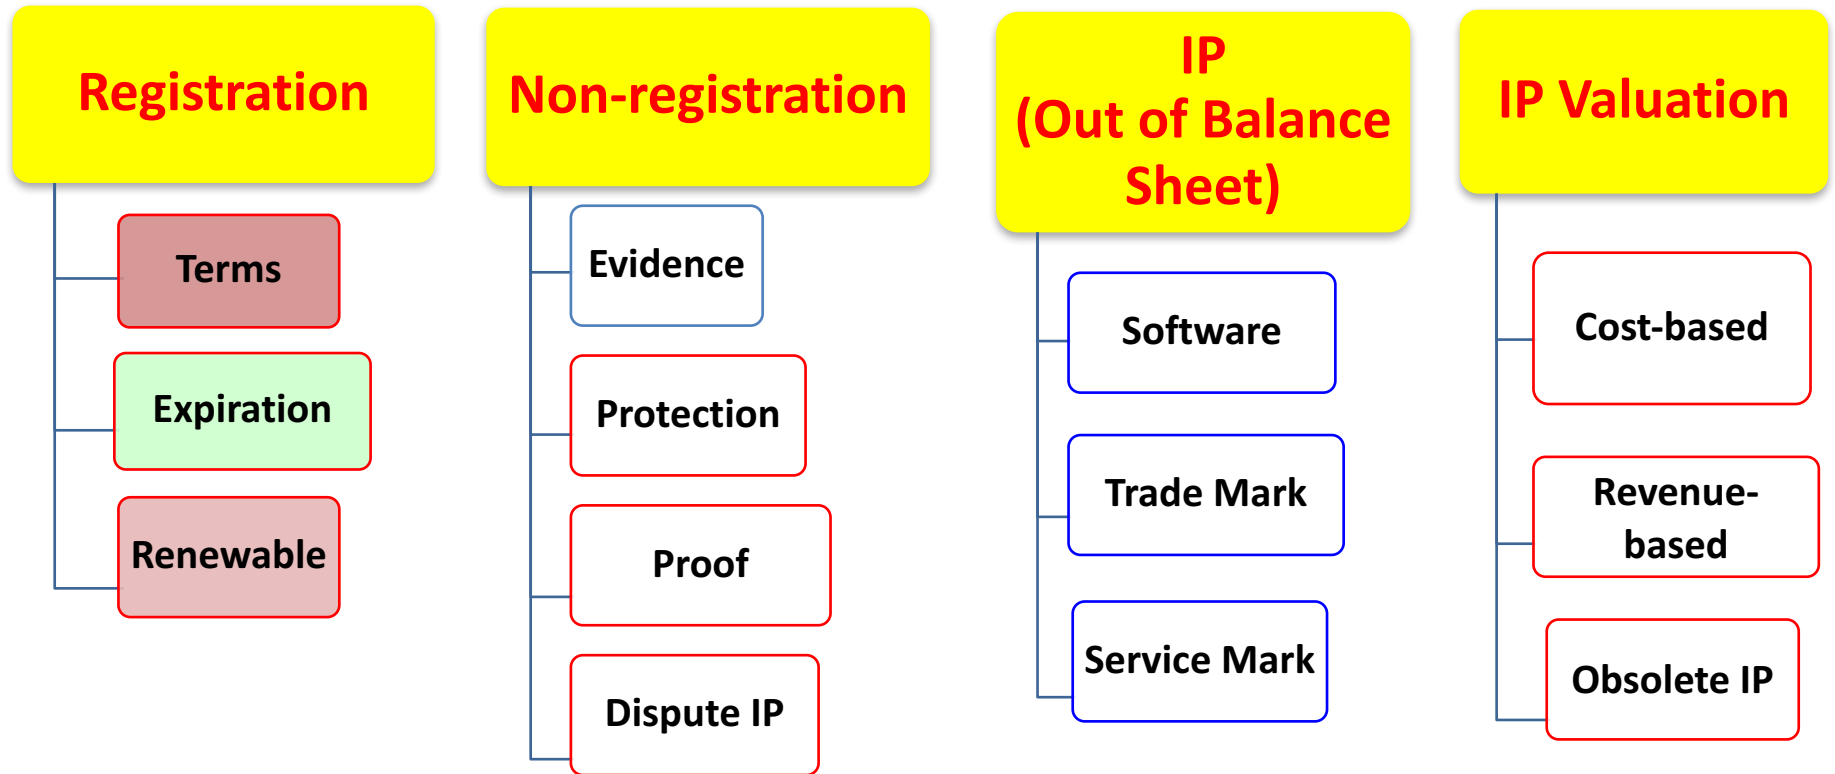 Registration
Terms
Expiration
Renewable
Non-registration
Evidence
Protection
Proof
Dispute IP
IP
(Out of Balance
Sheet)
Software
Trade Mark
Service Mark
IP Valuation
Cost-based
Revenue-
based
Obsolete IP